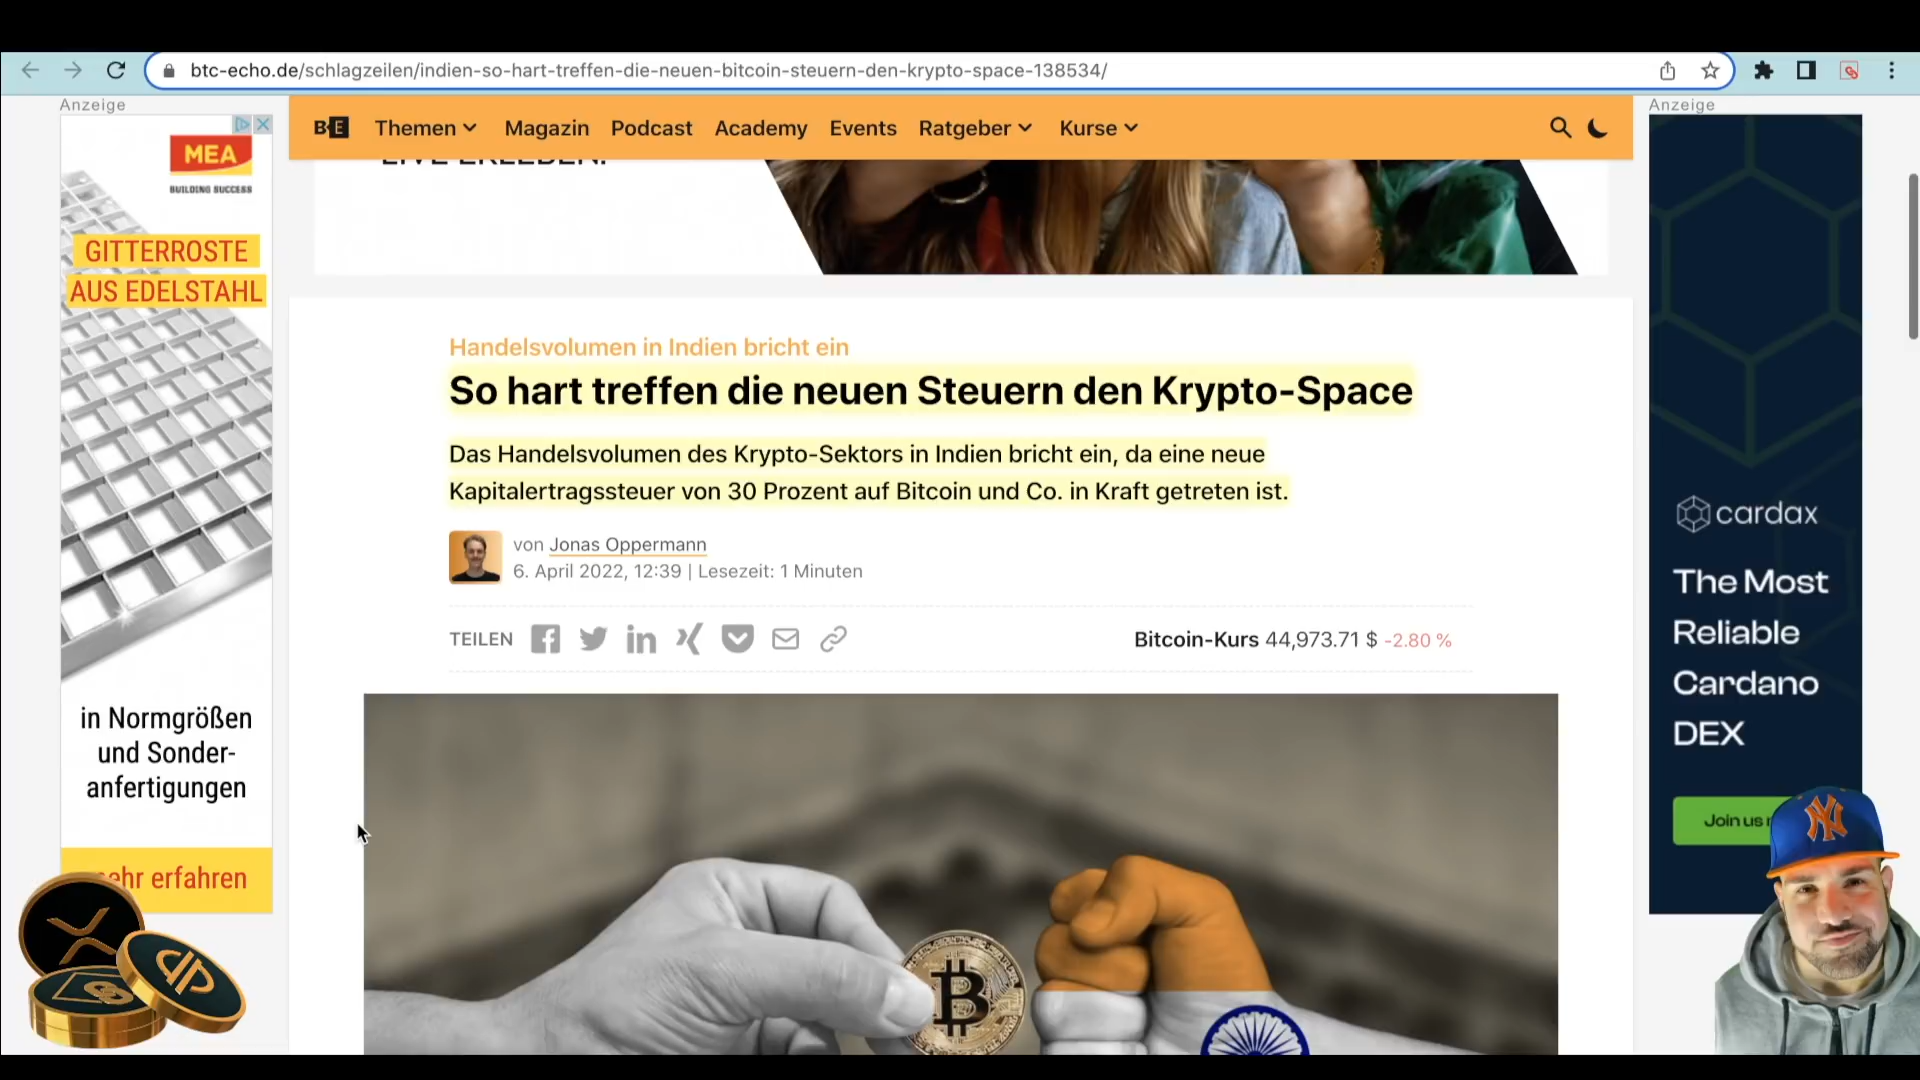 btc-echo.de/schlagzeilen/indien-so-hart-treffen-die-neuen-bitcoin-steuern-den-krypto-space-138534/
Anzeige
Anzeige
BE Themen Magazin Podcast Academy Events Ratgeber Kurse
MEA
BUILDING SUCCESS
GITTERROSTE
AUS EDELSTAHL
in Normgrößen
und Sonder-
anfertigungen
erfahren
Handelsvolumen in Indien bricht ein
So hart treffen die neuen Steuern den Krypto-Space
Das Handelsvolumen des Krypto-Sektors in Indien bricht ein, da eine neue
Kapitalertragssteuer von 30 Prozent auf Bitcoin und Co. in Kraft getreten ist.
von Jonas Oppermann
6. April 2022, 12:39 | Lesezeit: 1 Minuten
TEILEN
Bitcoin-Kurs 44,973.71 $ -2.80 %
cardax
The Most
Reliable
Cardano
DEX
Join us
NY